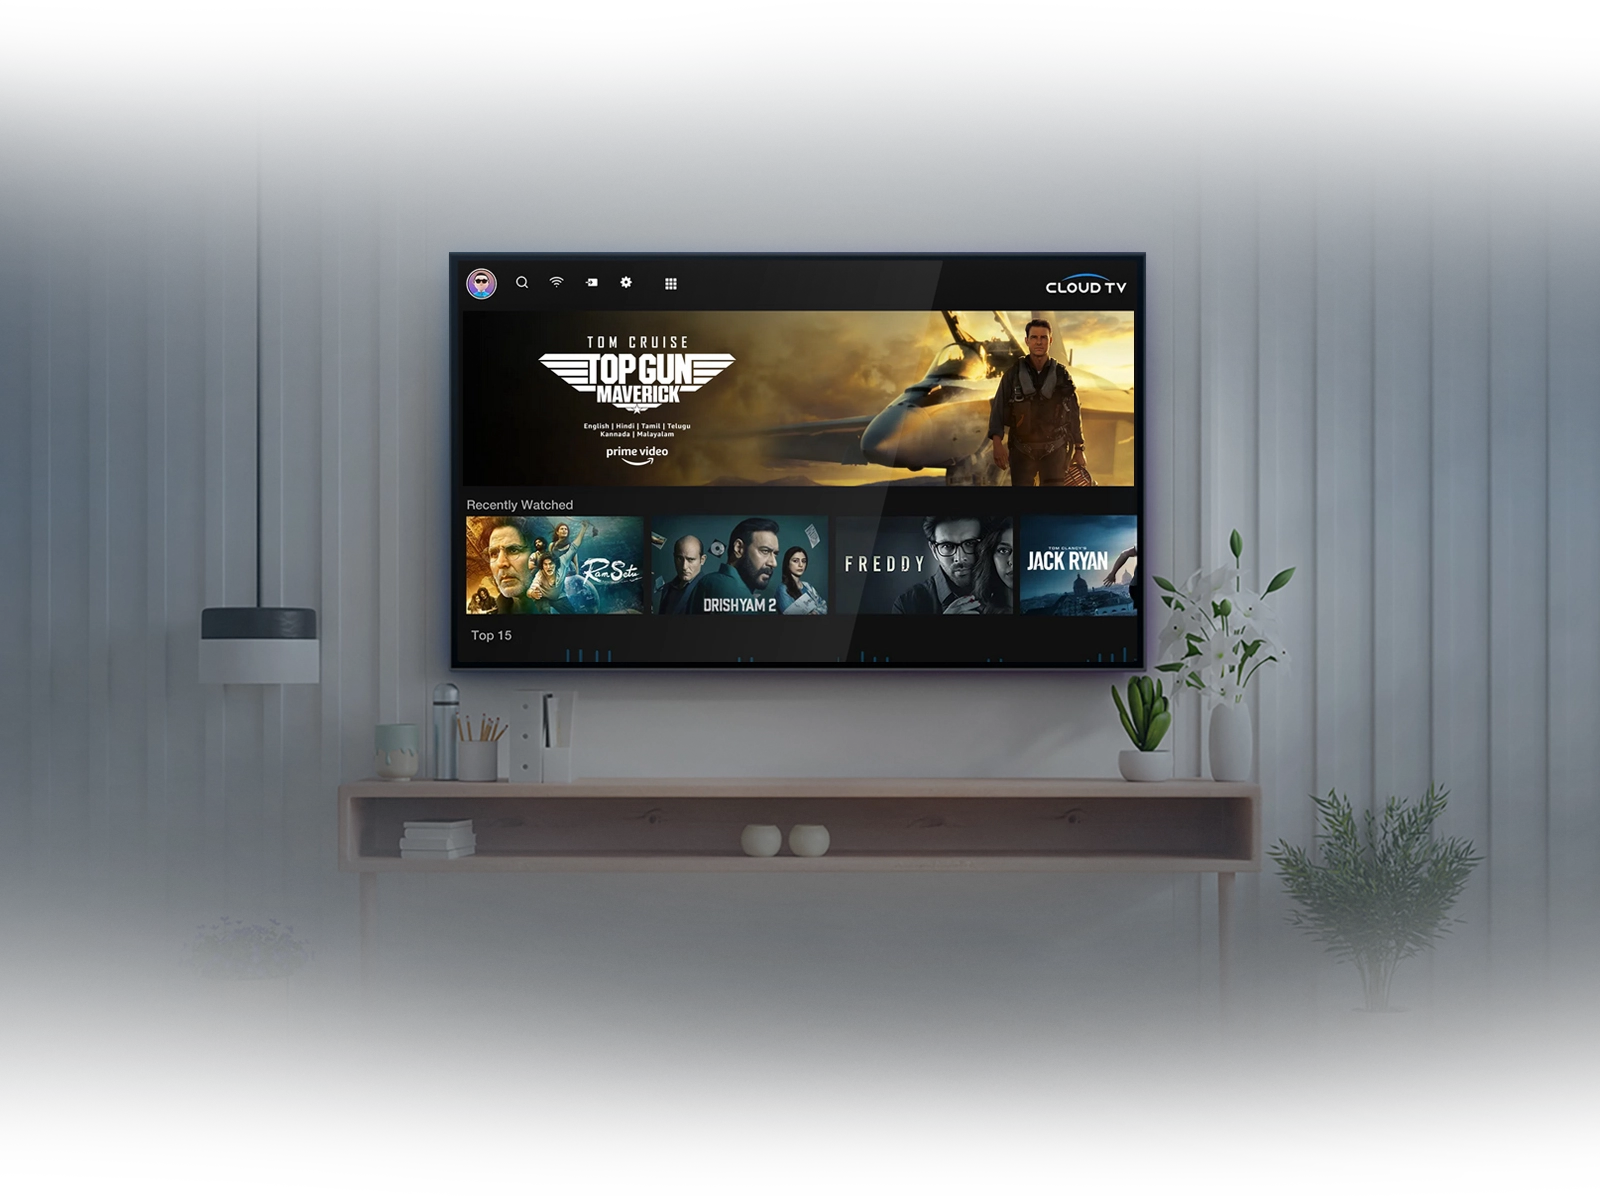 CLOUD TV
TOM CRUISE
TOP GUN
MAVERICK
English | Hindi | Tamil | Telugu
Kannada | Malayalam
prime video
Recently Watched
Ram Setu
DRISHYAM 2
FREDDY
TOM CLANCY'S
JACK RYAN
Top 15